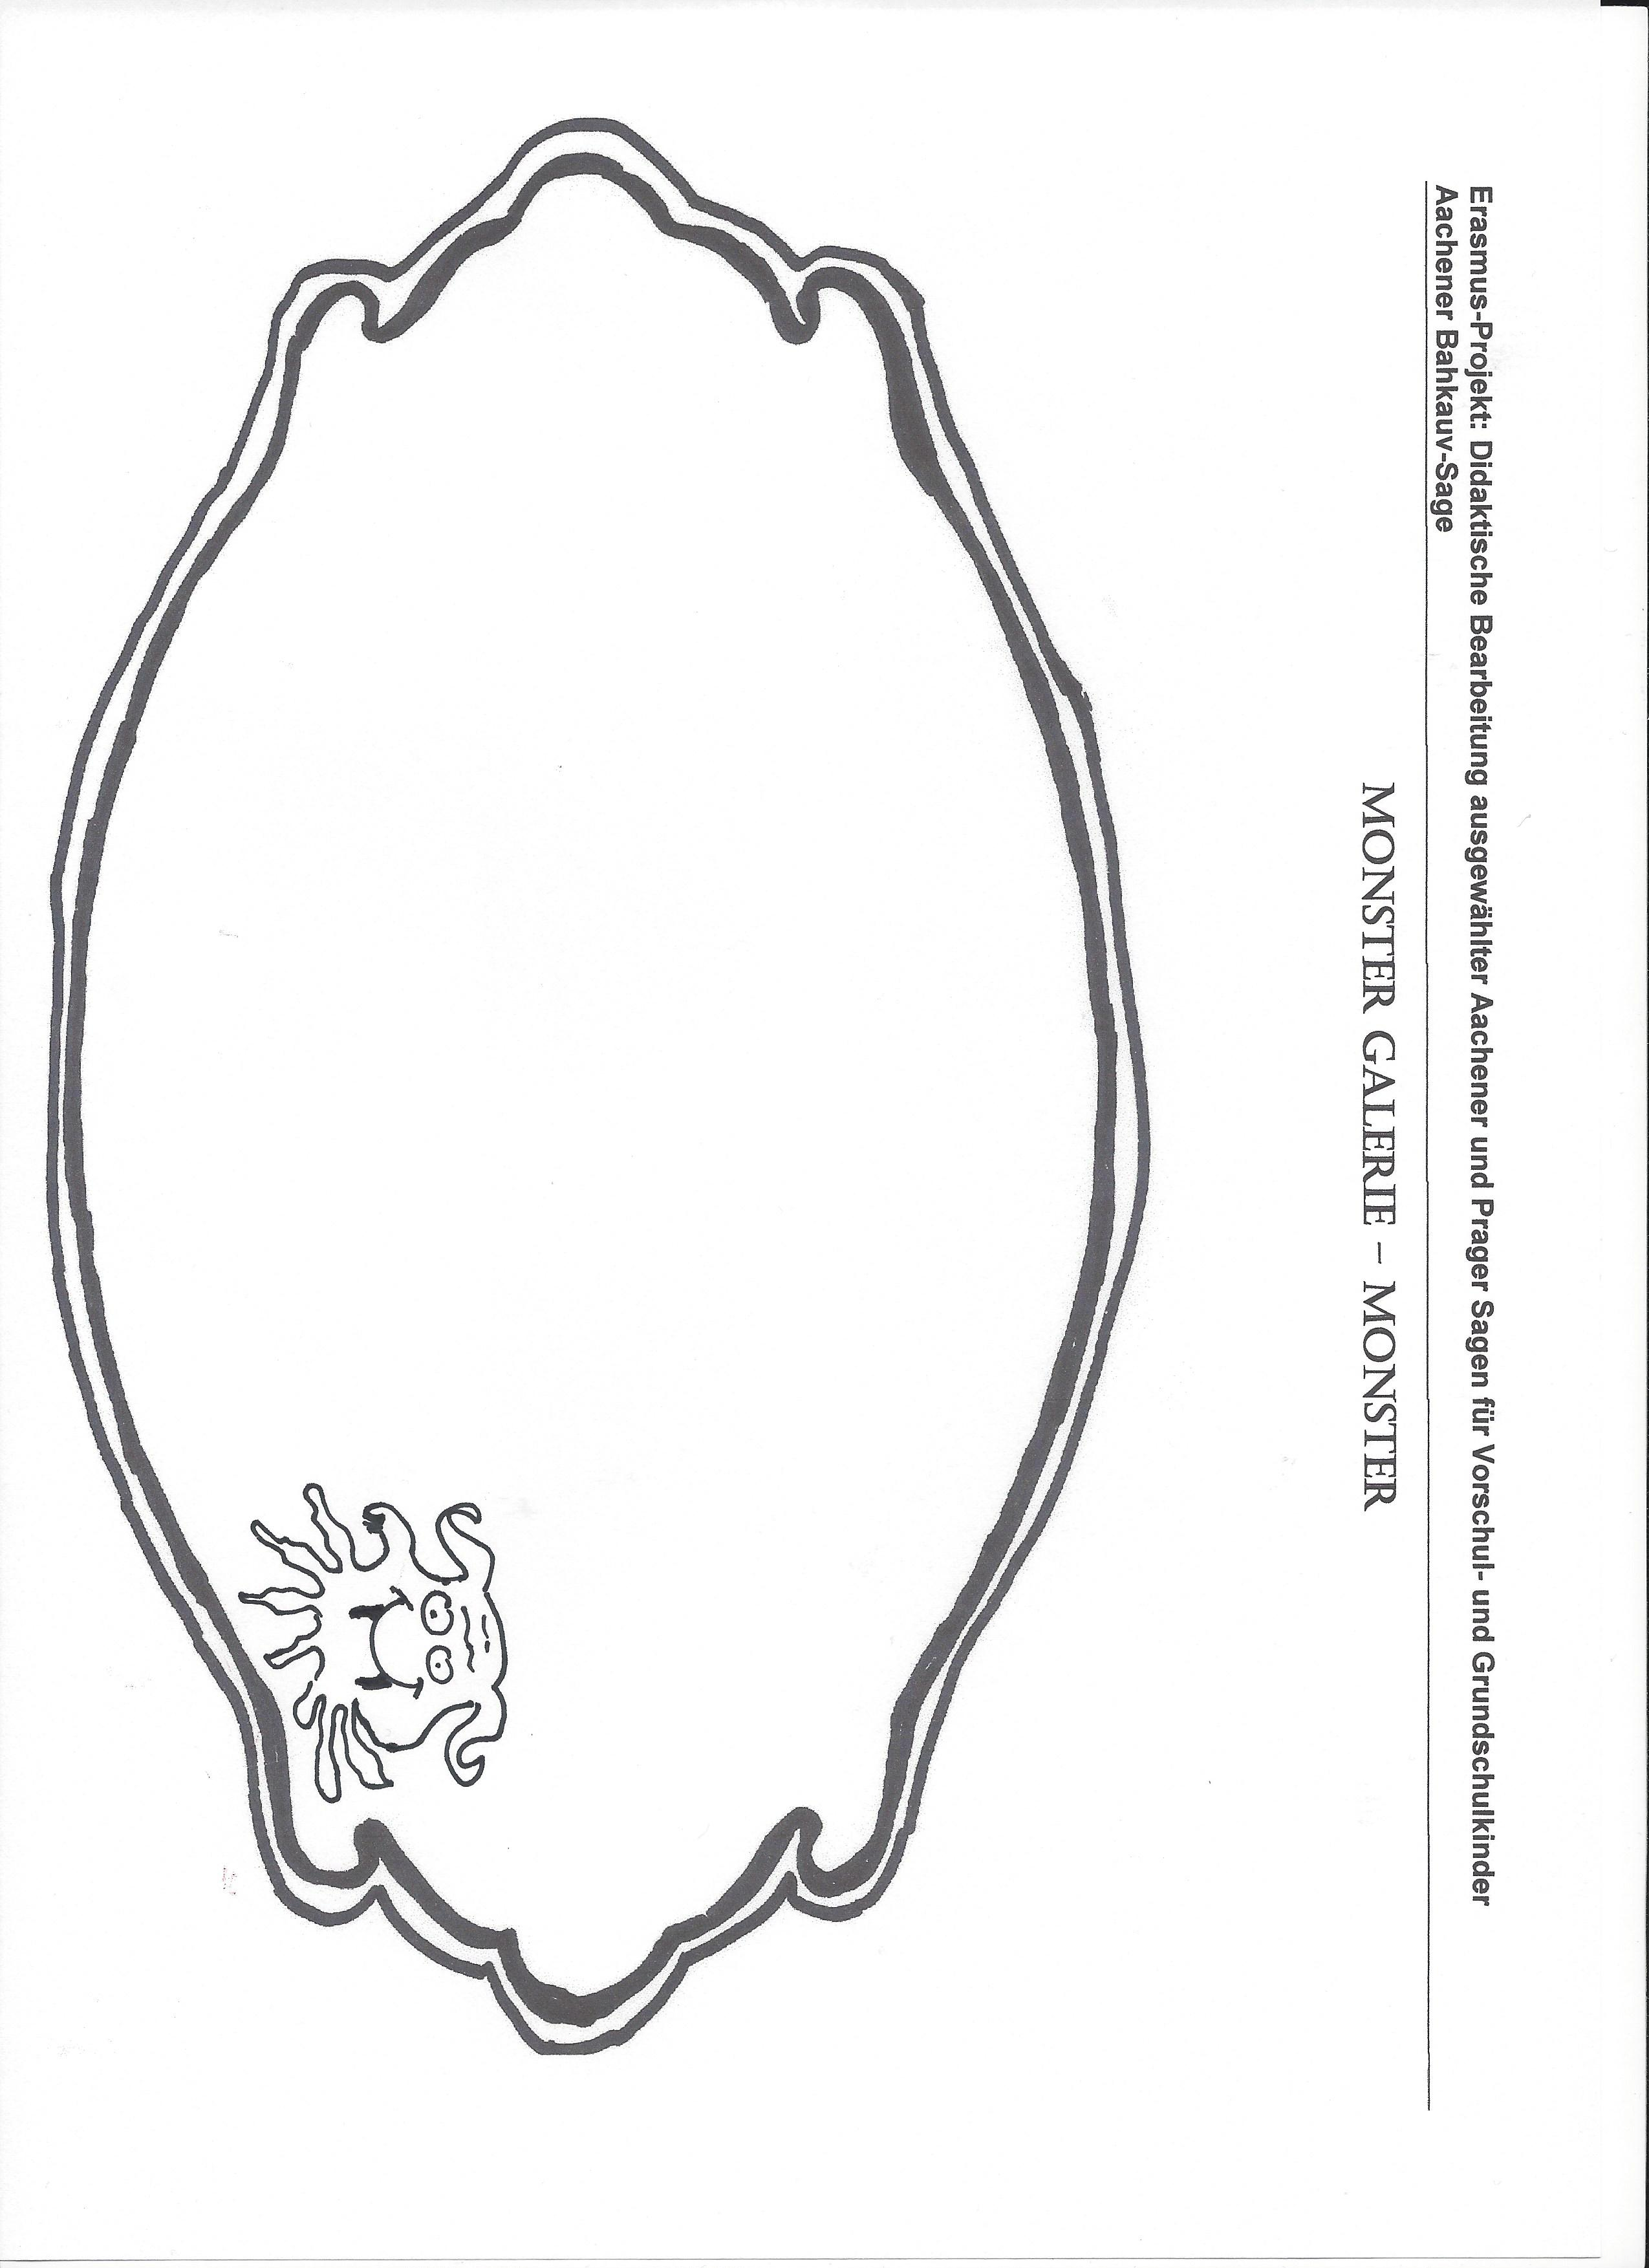 Erasmus-Projekt: Didaktische Bearbeitung ausgewählter Aachener und Prager Sagen für Vorschul- und Grundschulkinder
Aachener Bahkauv-Sage
MONSTER GALERIE – MONSTER